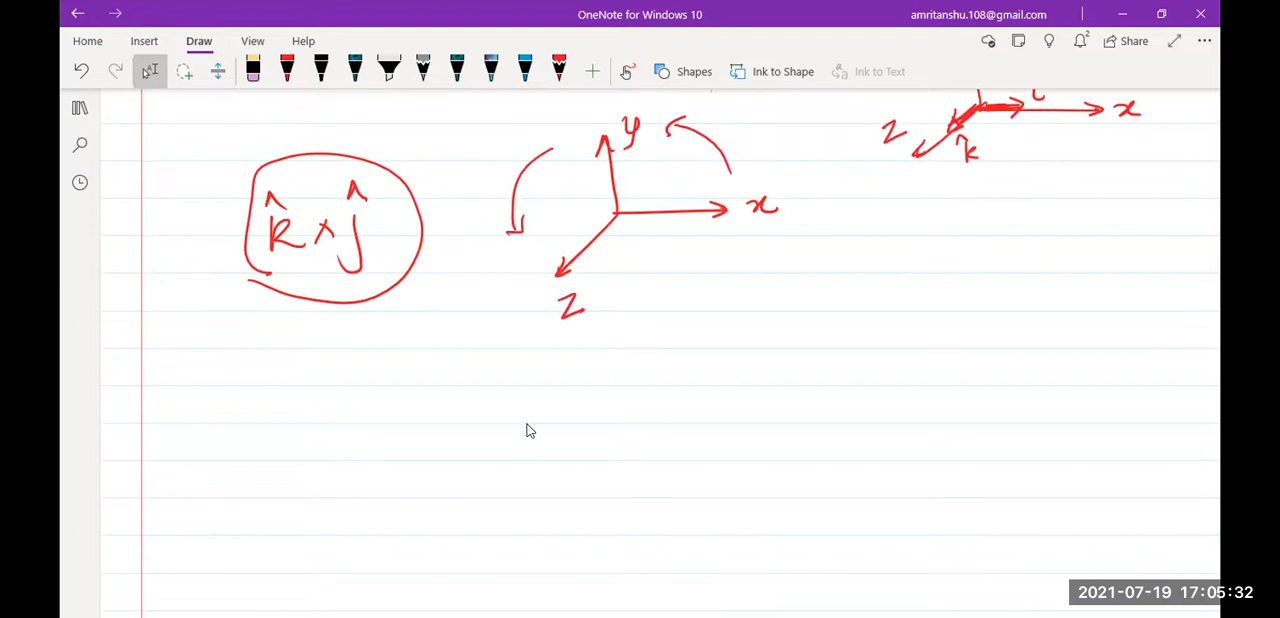 OneNote for Windows 10
amritanshu.108@gmail.com
Home Insert Draw View Help
2
Share
Shapes
Ink to Shape
Ink to Text
x
y
z
k̂
k̂ × ĵ
x
z
2021-07-19 17:05:32